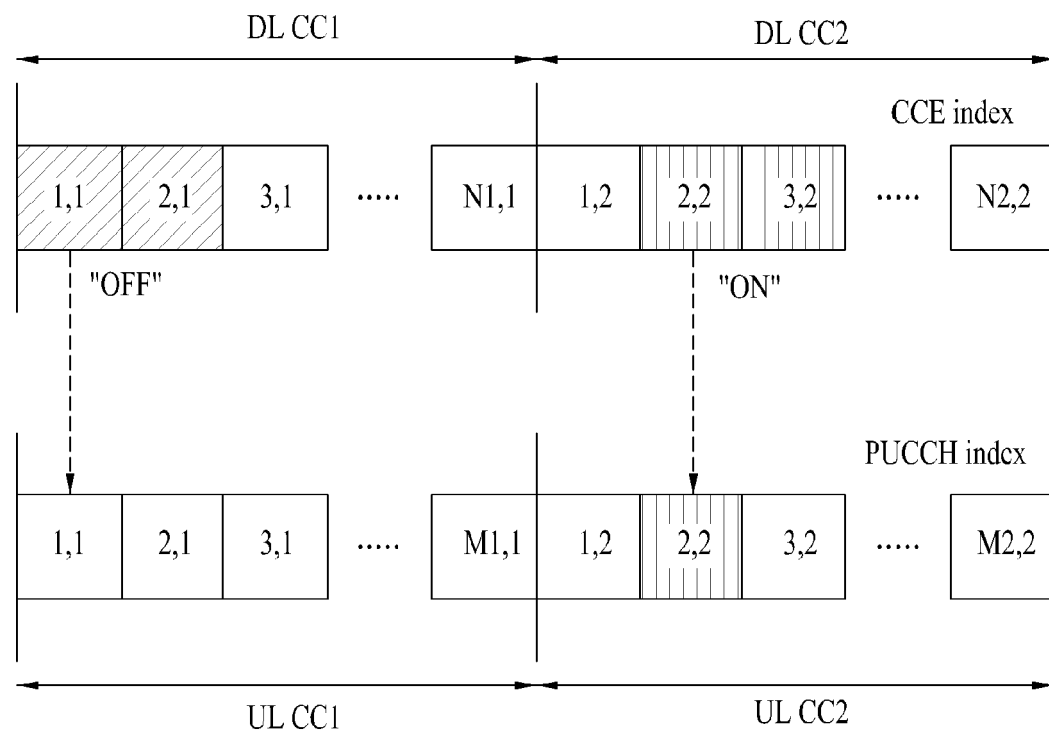 DL CC1 DL CC2
CCE index
1,1 2,1 3,1 ..... N1,1 1,2 2,2 3,2 ..... N2,2
"OFF" "ON"
PUCCH index
1,1 2,1 3,1 ..... M1,1 1,2 2,2 3,2 ..... M2,2
UL CC1 UL CC2